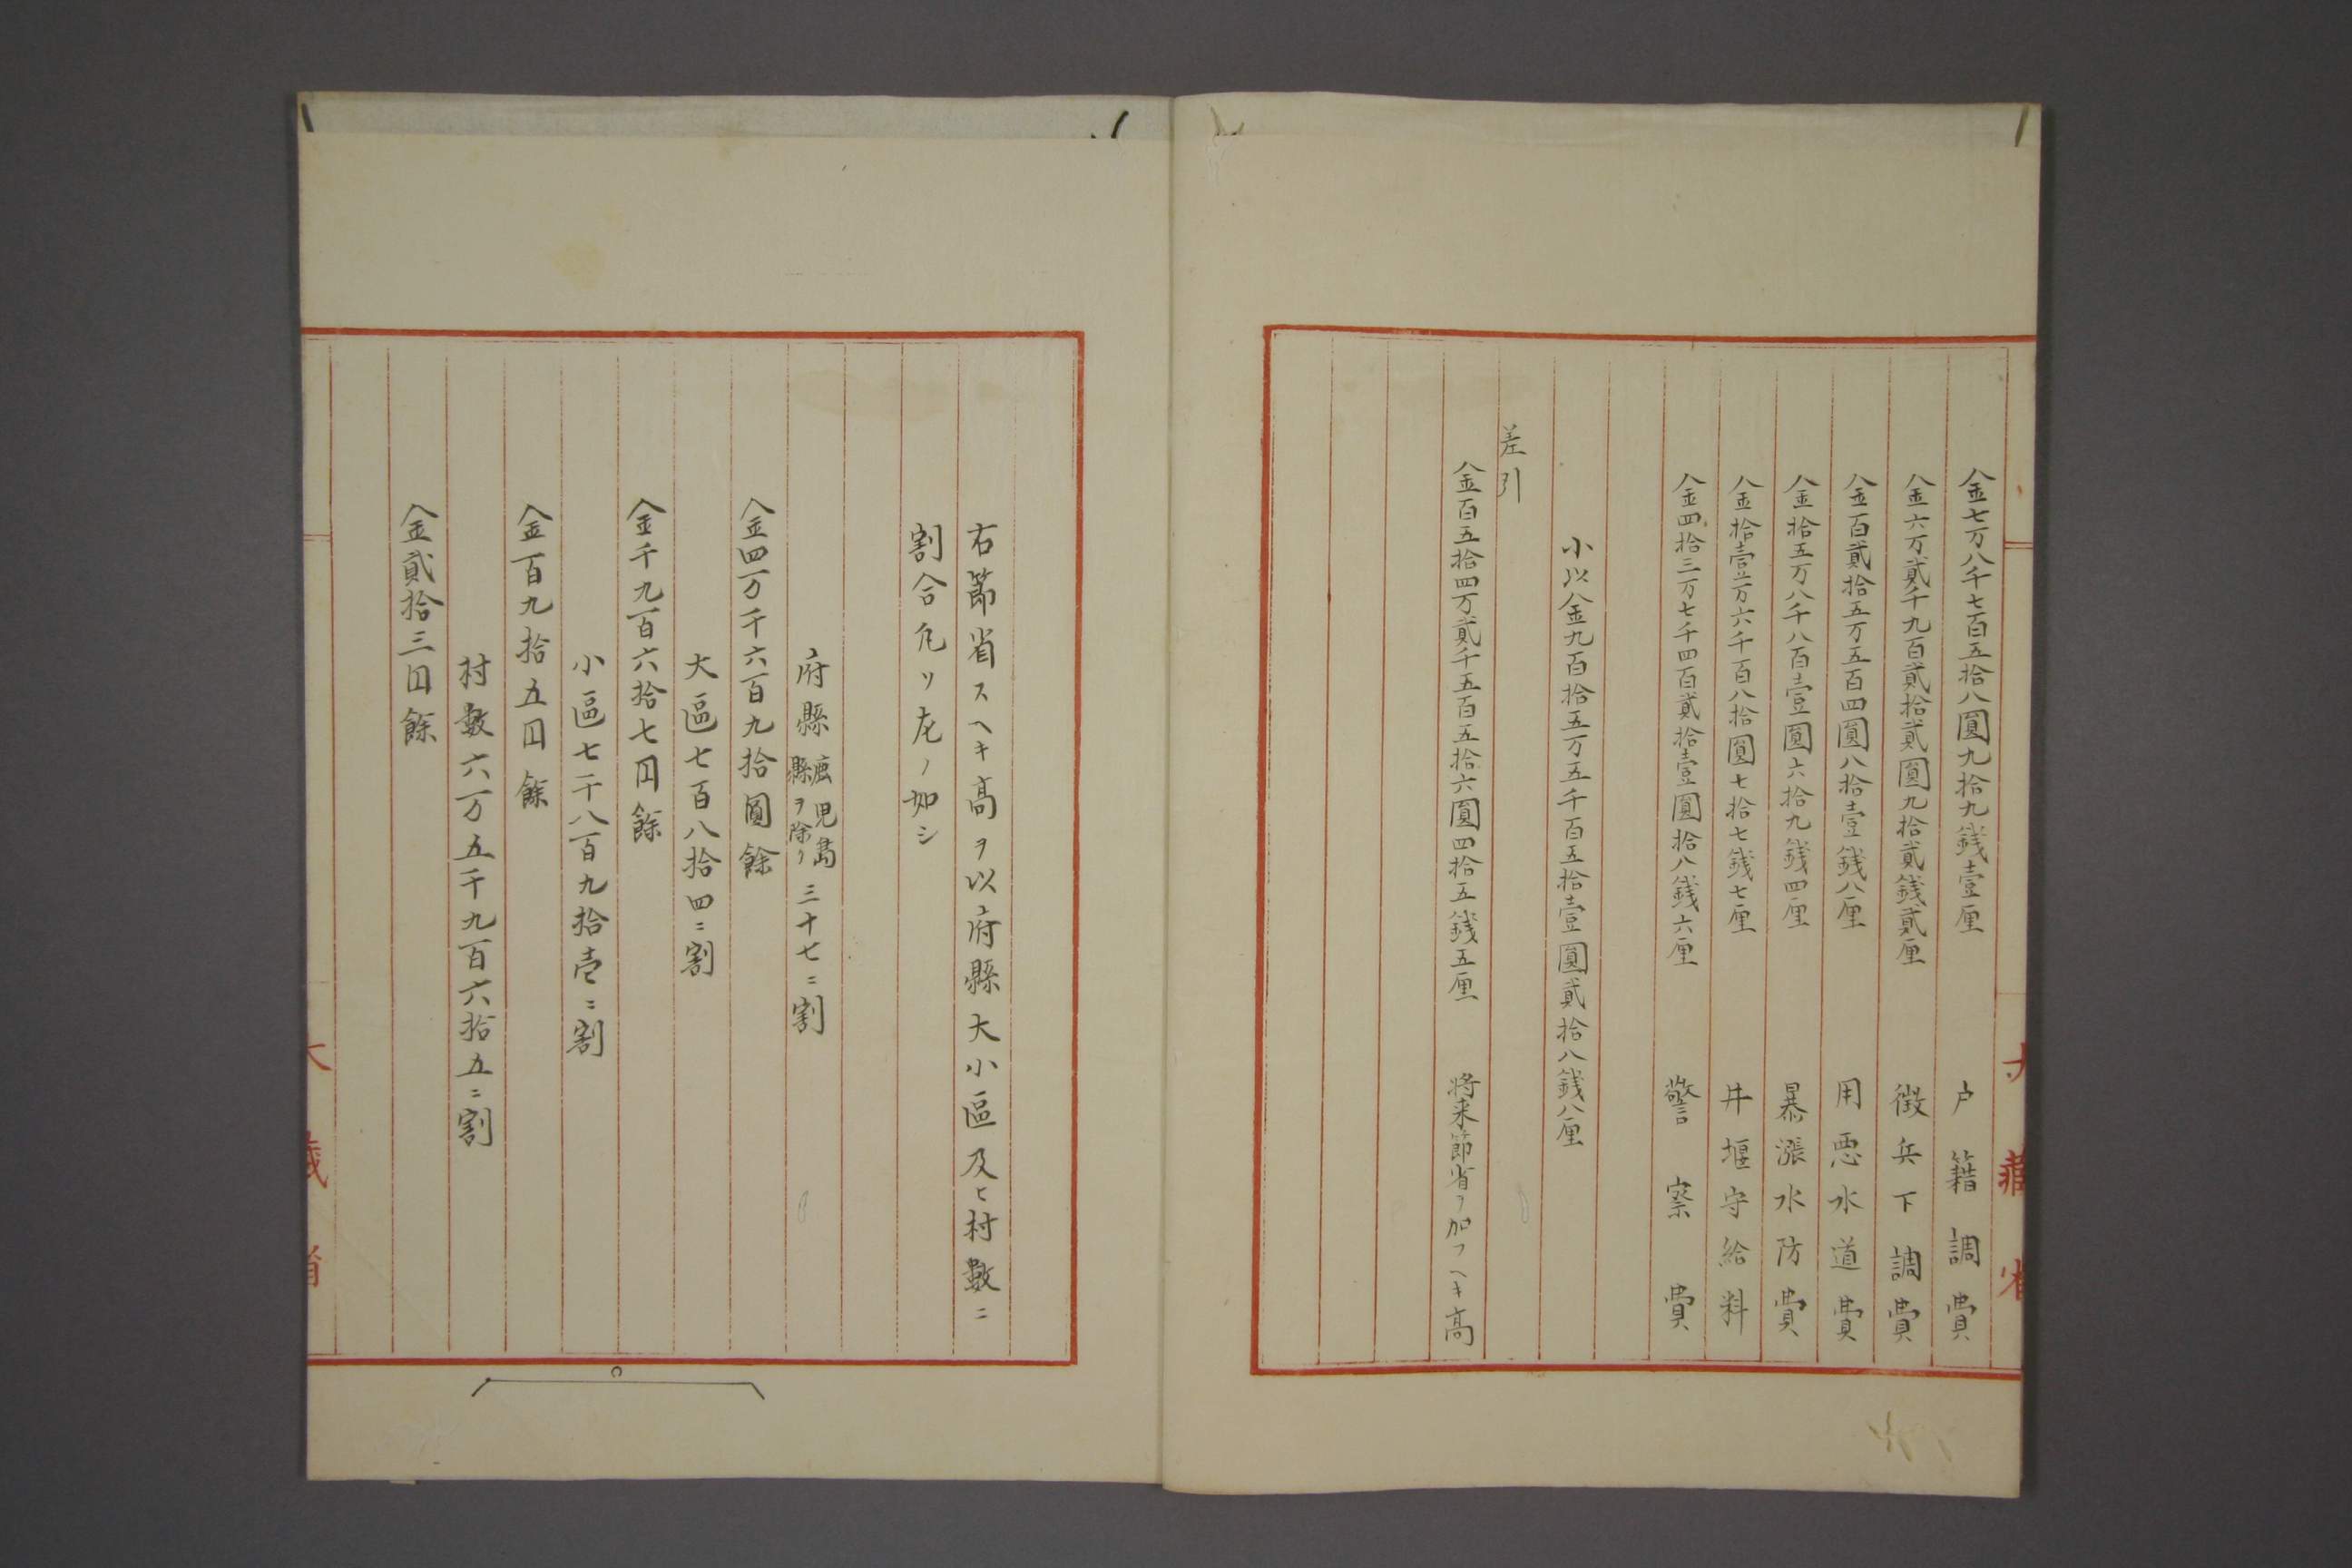 大藏省
金七万八千七百五拾八圓九拾九銭壹厘 戸籍調費
金六万貳千九百貳拾貳圓九拾貳銭貳厘 徴兵下調費
金百貳拾五万五百四圓八拾壹銭八厘 用悪水道費
金拾五万八千八百壹圓六拾九銭四厘 暴漲水防費
金拾壹万六千百八拾圓七拾七銭七厘 井堰守給料
金四拾三万七千四百貳拾壹圓拾八銭六厘 警察費
小以金九百拾五万五千百五拾壹圓貳拾八銭八厘
差引
金百五拾四万貳千五百五拾六圓四拾五銭五厘 将来節省ヲ加フヘキ高
右節省スヘキ高ヲ以府縣大小區及ヒ村數ニ
割合凢ソ左ノ如シ
府縣 鹿児島縣ヲ除ク 三十七ニ割
金四万千六百九拾圓餘
大區七百八拾四ニ割
金千九百六拾七円餘
小區七千八百九拾壱ニ割
金百九拾五円餘
村數六万五千九百六拾五ニ割
金貳拾三円餘
大藏省